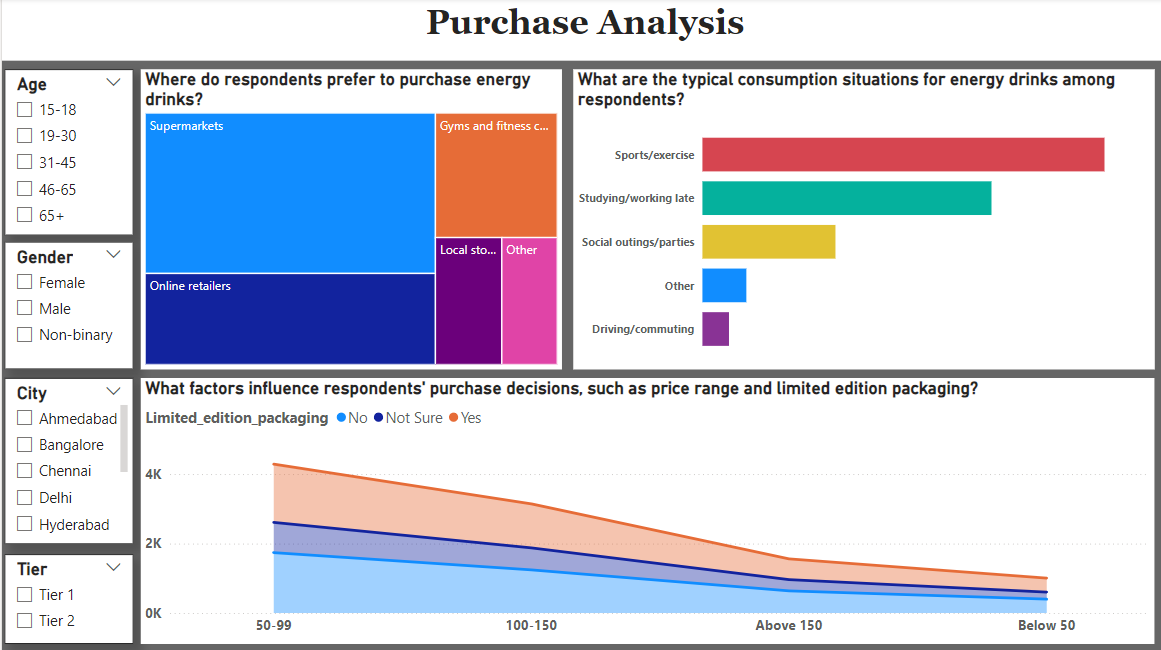 Purchase Analysis
Age
15-18
19-30
31-45
46-65
65+
Gender
Female
Male
Non-binary
City
Ahmedabad
Bangalore
Chennai
Delhi
Hyderabad
Tier
Tier 1
Tier 2
Where do respondents prefer to purchase energy
drinks?
Supermarkets
Gyms and fitness c...
Online retailers
Local sto...
Other
What are the typical consumption situations for energy drinks among
respondents?
Sports/exercise
Studying/working late
Social outings/parties
Other
Driving/commuting
What factors influence respondents' purchase decisions, such as price range and limited edition packaging?
Limited_edition_packaging No Not Sure Yes
4K
2K
0K
50-99 100-150 Above 150 Below 50